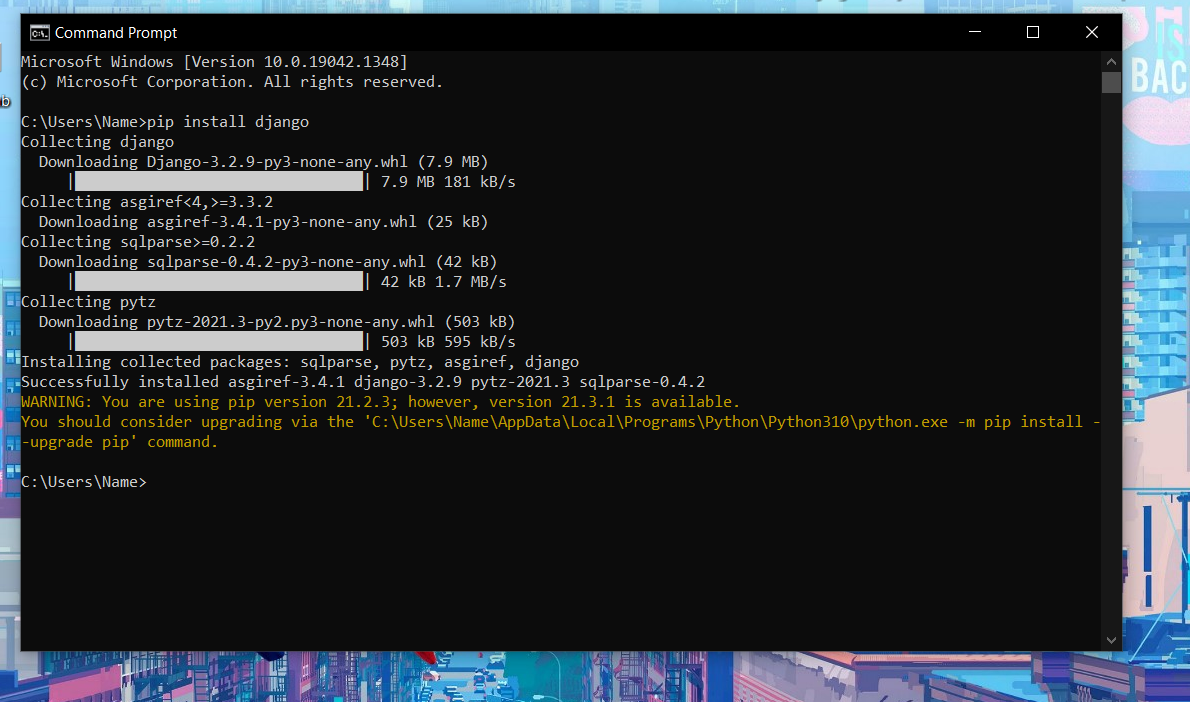 Command Prompt
Microsoft Windows [Version 10.0.19042.1348]
(c) Microsoft Corporation. All rights reserved.
C:\Users\Name>pip install django
Collecting django
Downloading Django-3.2.9-py3-none-any.whl (7.9 MB)
|████████████████████████████████| 7.9 MB 181 kB/s
Collecting asgiref<4,>=3.3.2
Downloading asgiref-3.4.1-py3-none-any.whl (25 kB)
Collecting sqlparse>=0.2.2
Downloading sqlparse-0.4.2-py3-none-any.whl (42 kB)
|████████████████████████████████| 42 kB 1.7 MB/s
Collecting pytz
Downloading pytz-2021.3-py2.py3-none-any.whl (503 kB)
|████████████████████████████████| 503 kB 595 kB/s
Installing collected packages: sqlparse, pytz, asgiref, django
Successfully installed asgiref-3.4.1 django-3.2.9 pytz-2021.3 sqlparse-0.4.2
WARNING: You are using pip version 21.2.3; however, version 21.3.1 is available.
You should consider upgrading via the 'C:\Users\Name\AppData\Local\Programs\Python\Python310\python.exe -m pip install -
-upgrade pip' command.
C:\Users\Name>
b
BAC